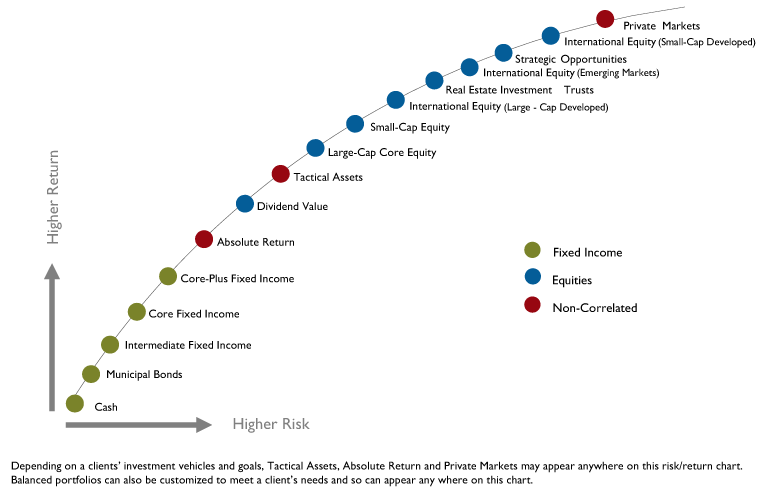 Private Markets
International Equity (Small-Cap Developed)
Strategic Opportunities
International Equity (Emerging Markets)
Real Estate Investment Trusts
International Equity (Large - Cap Developed)
Small-Cap Equity
Large-Cap Core Equity
Tactical Assets
Dividend Value
Absolute Return
Core-Plus Fixed Income
Core Fixed Income
Intermediate Fixed Income
Municipal Bonds
Cash
Higher Return
Higher Risk
Fixed Income
Equities
Non-Correlated
Depending on a clients’ investment vehicles and goals, Tactical Assets, Absolute Return and Private Markets may appear anywhere on this risk/return chart.
Balanced portfolios can also be customized to meet a client’s needs and so can appear any where on this chart.